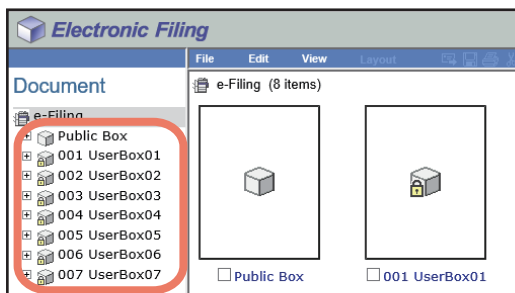 Electronic Filing
File Edit View Layout
Document
e-Filing (8 items)
e-Filing
Public Box
001 UserBox01
002 UserBox02
003 UserBox03
004 UserBox04
005 UserBox05
006 UserBox06
007 UserBox07
Public Box
001 UserBox01